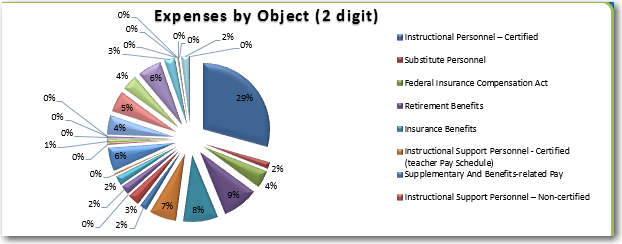 Expenses by Object (2 digit)
0%
0%
0%
0%
0%
2%
0%
3%
4%
6%
5%
4%
0%
0%
0%
1%
6%
0%
2%
2%
0%
3%
2%
7%
8%
9%
4%
2%
29%
Instructional Personnel – Certified
Substitute Personnel
Federal Insurance Compensation Act
Retirement Benefits
Insurance Benefits
Instructional Support Personnel - Certified
(teacher Pay Schedule)
Supplementary And Benefits-related Pay
Instructional Support Personnel – Non-certified